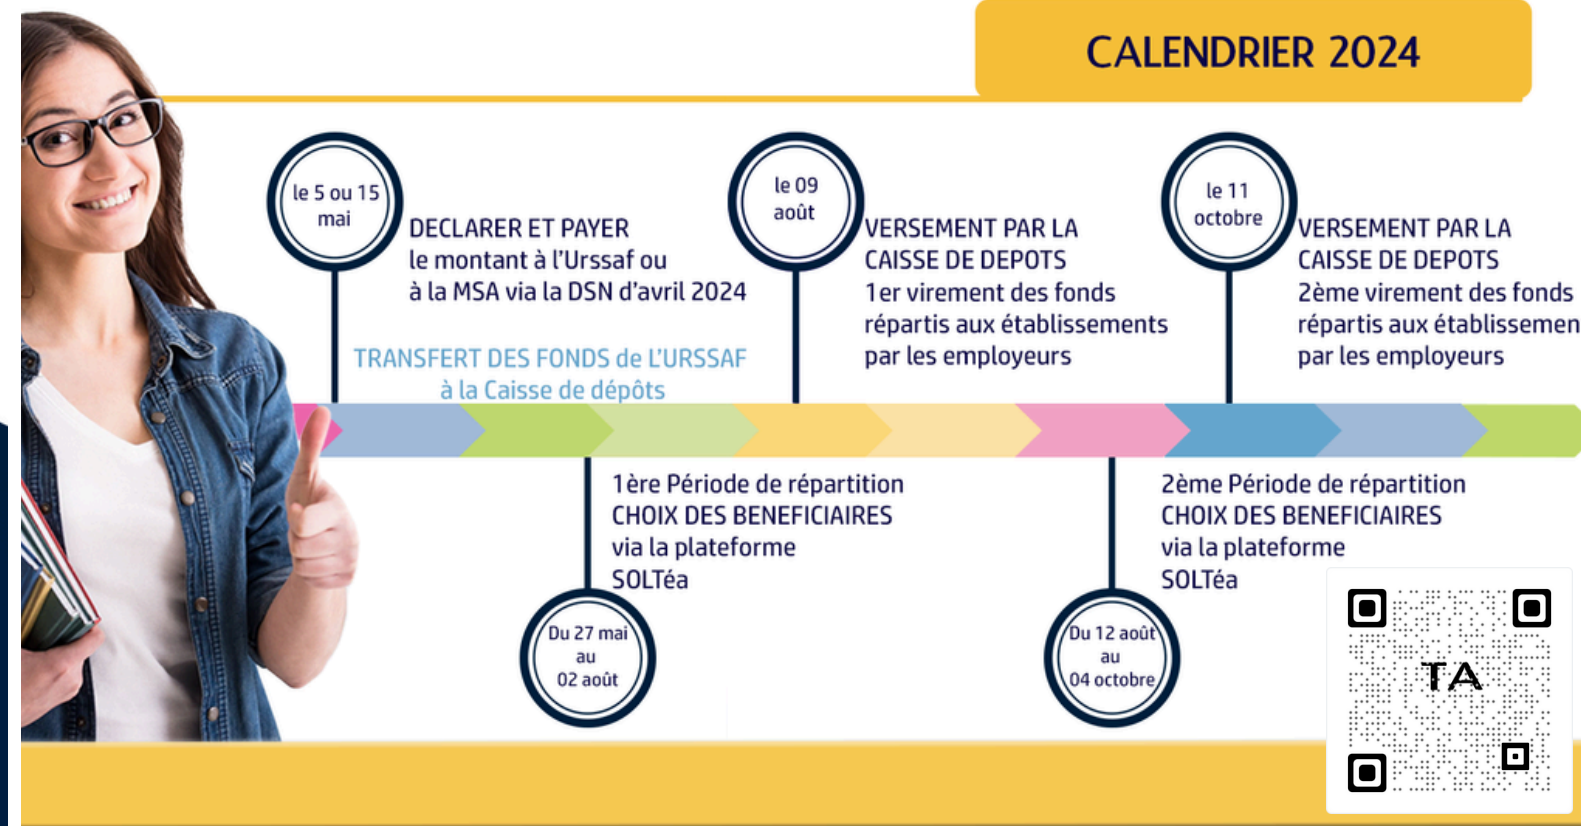 CALENDRIER 2024
le 5 ou 15
mai
DECLARER ET PAYER
le montant à l'Urssaf ou
à la MSA via la DSN d'avril 2024
TRANSFERT DES FONDS de L'URSSAF
à la Caisse de dépôts
le 09
août
VERSEMENT PAR LA
CAISSE DE DEPOTS
1er virement des fonds
répartis aux établissements
par les employeurs
le 11
octobre
VERSEMENT PAR LA
CAISSE DE DEPOTS
2ème virement des fonds
répartis aux établissemen
par les employeurs
1ère Période de répartition
CHOIX DES BENEFICIAIRES
via la plateforme
SOLTéa
Du 27 mai
au
02 août
2ème Période de répartition
CHOIX DES BENEFICIAIRES
via la plateforme
SOLTéa
Du 12 août
au
04 octobre
TA